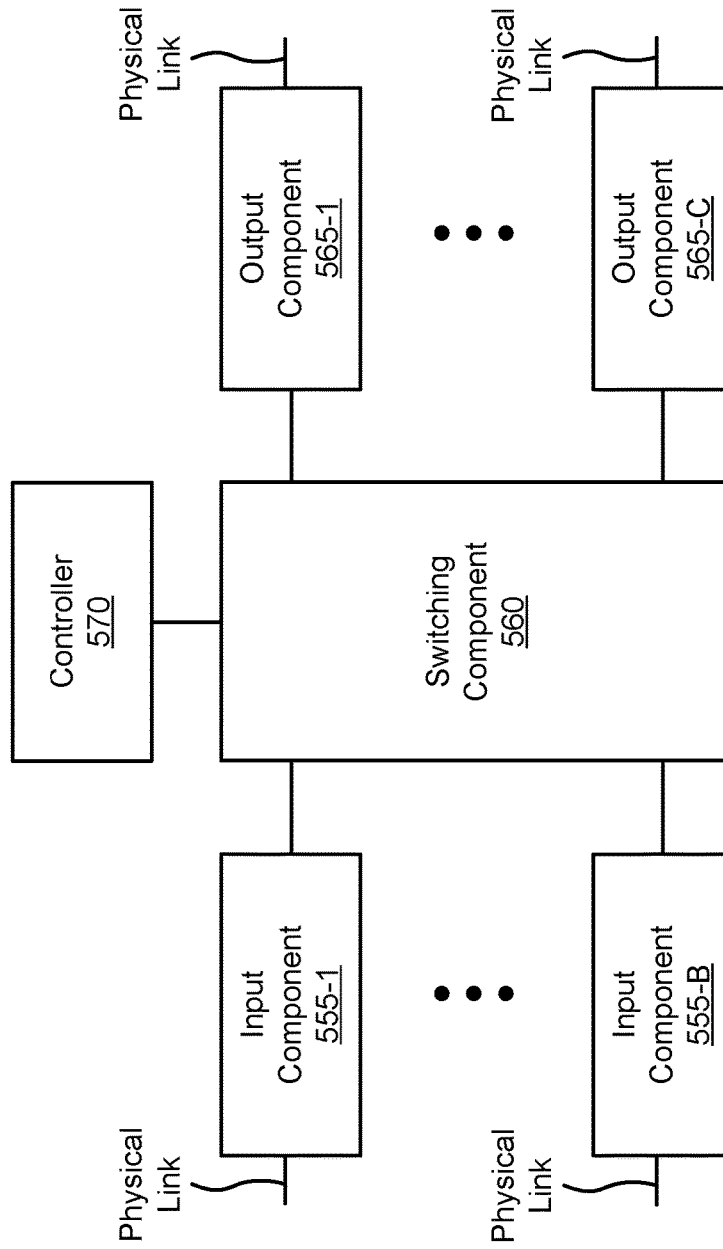 Controller
570
Physical
Link
Input
Component
555-1
Switching
Component
560
Output
Component
565-1
Physical
Link
Physical
Link
Input
Component
555-B
Output
Component
565-C
Physical
Link